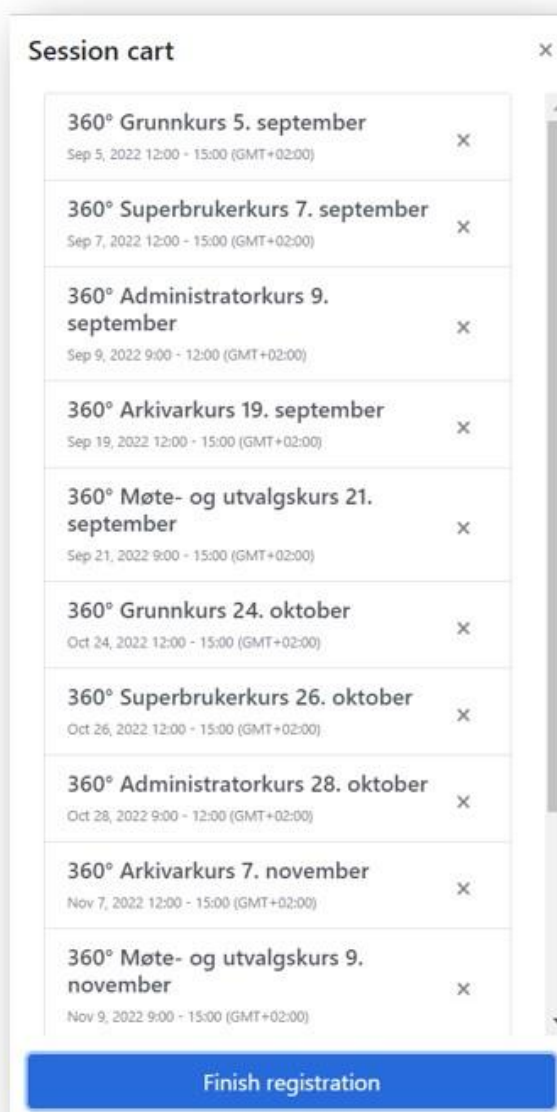 Session cart
360° Grunnkurs 5. september
Sep 5, 2022 12:00 - 15:00 (GMT+02:00)
360° Superbrukerkurs 7. september
Sep 7, 2022 12:00 - 15:00 (GMT+02:00)
360° Administratorkurs 9.
september
Sep 9, 2022 9:00 - 12:00 (GMT+02:00)
360° Arkivarkurs 19. september
Sep 19, 2022 12:00 - 15:00 (GMT+02:00)
360° Møte- og utvalgskurs 21.
september
Sep 21, 2022 9:00 - 15:00 (GMT+02:00)
360° Grunnkurs 24. oktober
Oct 24, 2022 12:00 - 15:00 (GMT+02:00)
360° Superbrukerkurs 26. oktober
Oct 26, 2022 12:00 - 15:00 (GMT+02:00)
360° Administratorkurs 28. oktober
Oct 28, 2022 9:00 - 12:00 (GMT+02:00)
360° Arkivarkurs 7. november
Nov 7, 2022 12:00 - 15:00 (GMT+02:00)
360° Møte- og utvalgskurs 9.
november
Nov 9, 2022 9:00 - 15:00 (GMT+02:00)
Finish registration